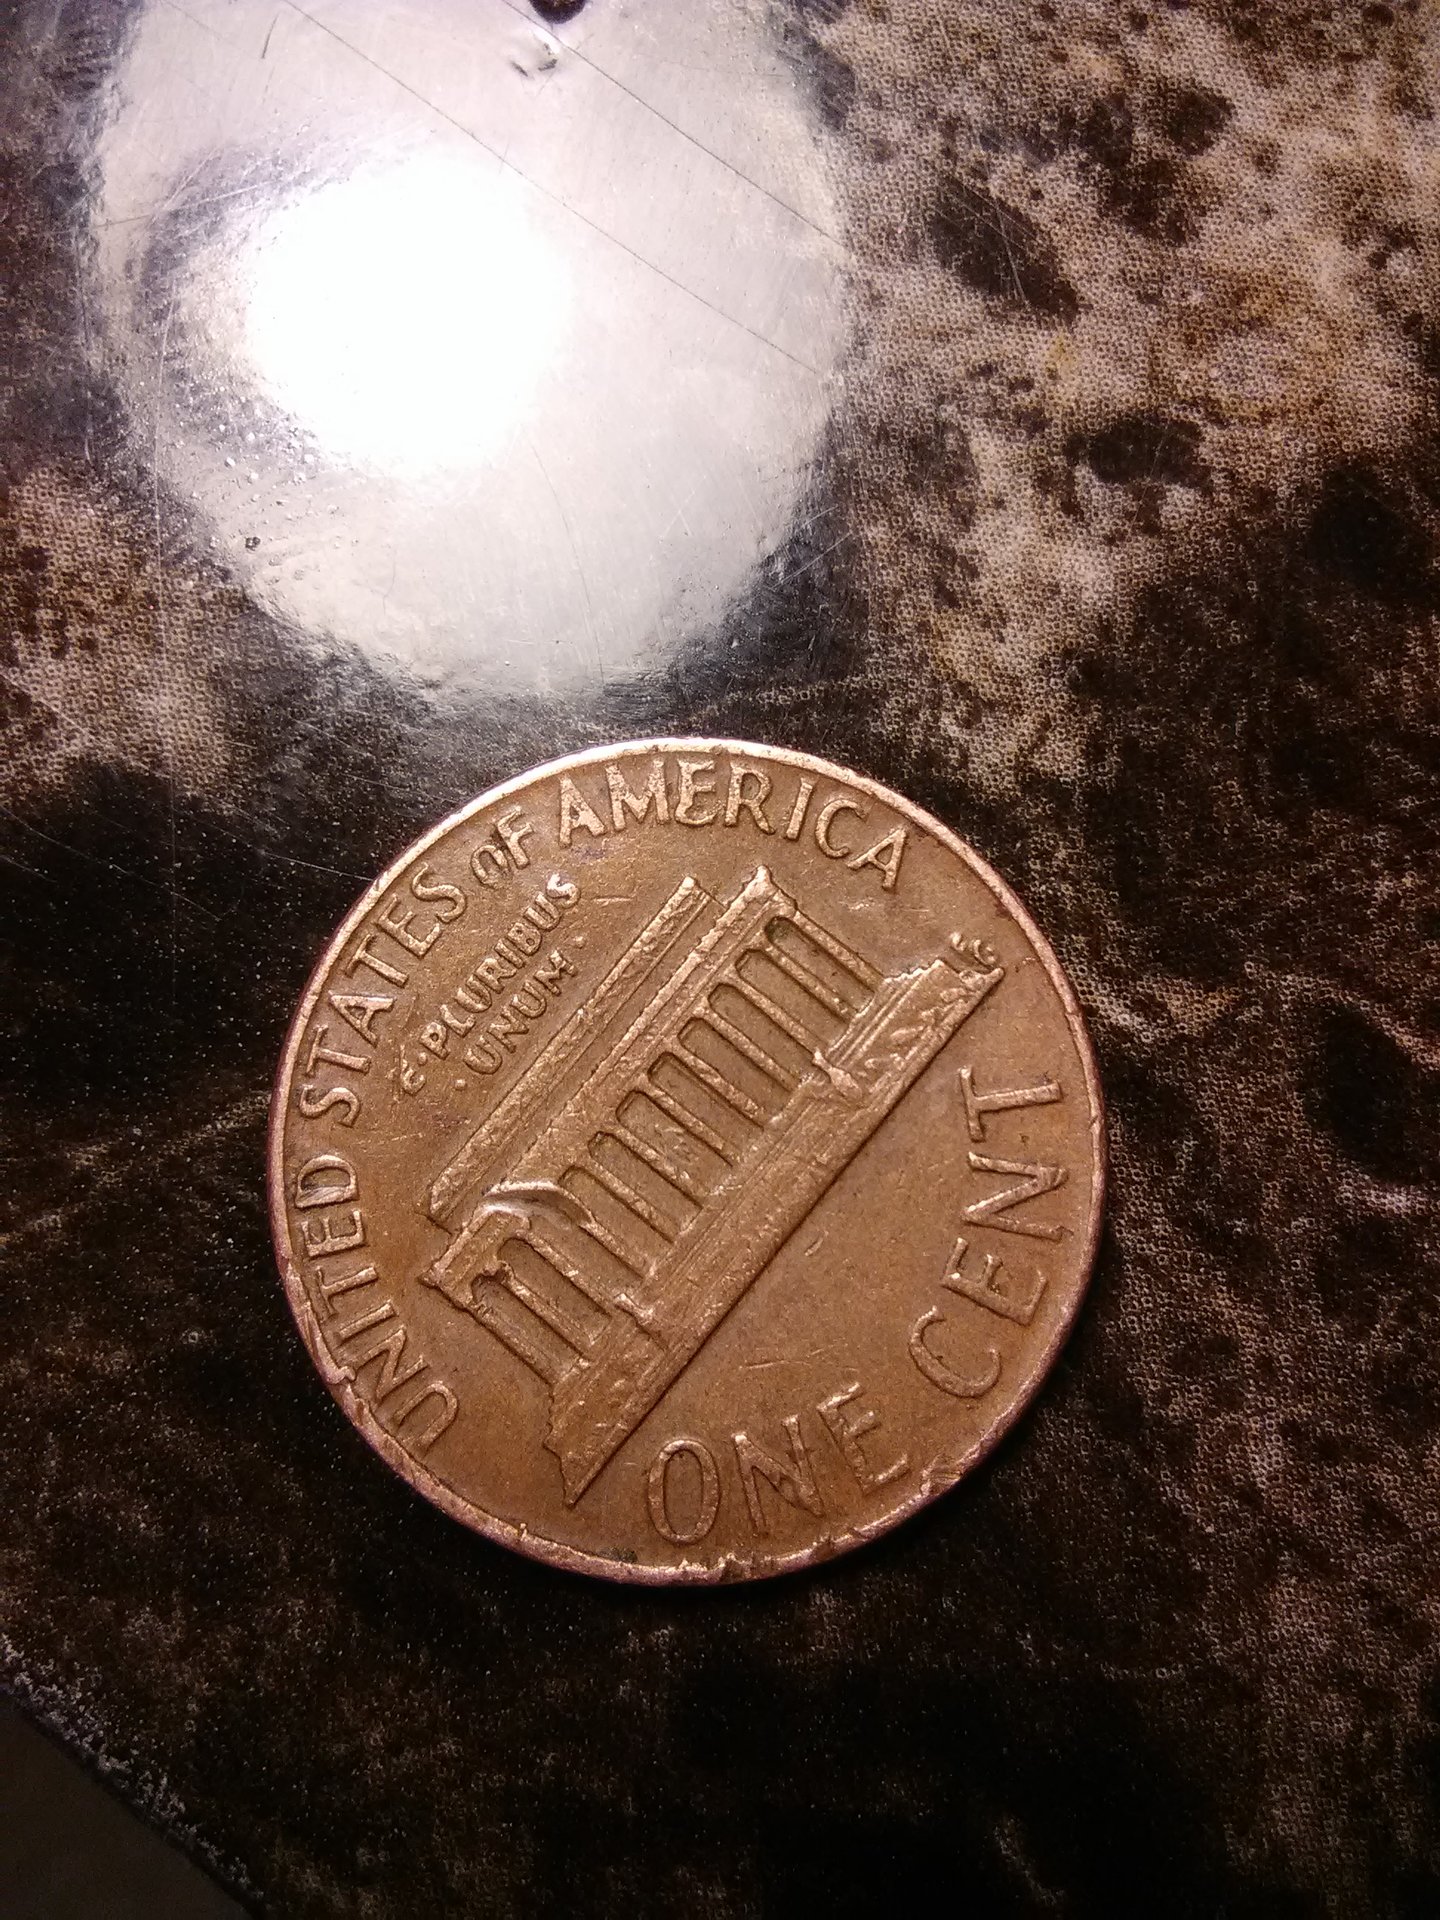 UNITED STATES OF AMERICA
E·PLURIBUS
·UNUM·
ONE CENT